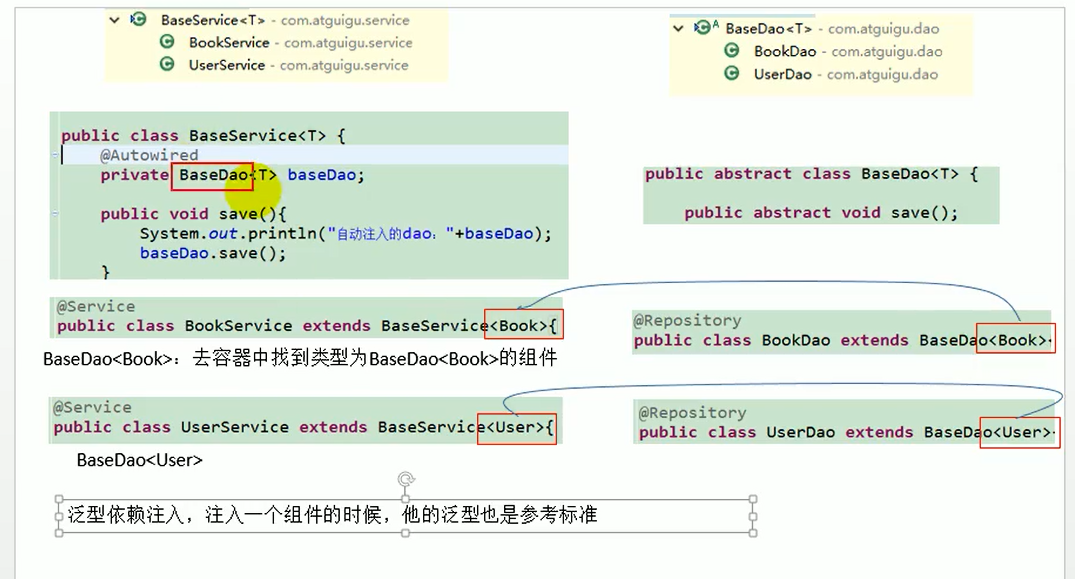 BaseService<T> - com.atguigu.service
BookService - com.atguigu.service
UserService - com.atguigu.service
BaseDao<T> - com.atguigu.dao
BookDao - com.atguigu.dao
UserDao - com.atguigu.dao
public class BaseService<T> {
@Autowired
private BaseDao<T> baseDao;
public void save(){
System.out.println("自动注入的dao："+baseDao);
baseDao.save();
}
public abstract class BaseDao<T> {
public abstract void save();
@Service
public class BookService extends BaseService<Book>{
@Repository
public class BookDao extends BaseDao<Book>{
BaseDao<Book>：去容器中找到类型为BaseDao<Book>的组件
@Service
public class UserService extends BaseService<User>{
@Repository
public class UserDao extends BaseDao<User>{
BaseDao<User>
泛型依赖注入，注入一个组件的时候，他的泛型也是参考标准